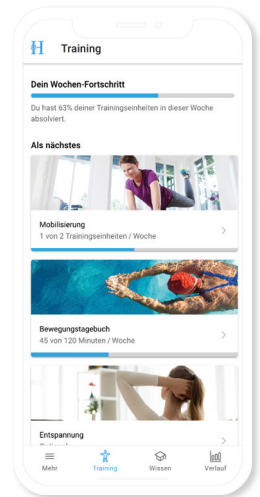 H Training
Dein Wochen-Fortschritt
Du hast 63% deiner Trainingseinheiten in dieser Woche
absolviert.
Als nächstes
Mobilisierung
1 von 2 Trainingseinheiten / Woche
Bewegungstagebuch
45 von 120 Minuten / Woche
Entspannung
Mehr Training Wissen Verlauf